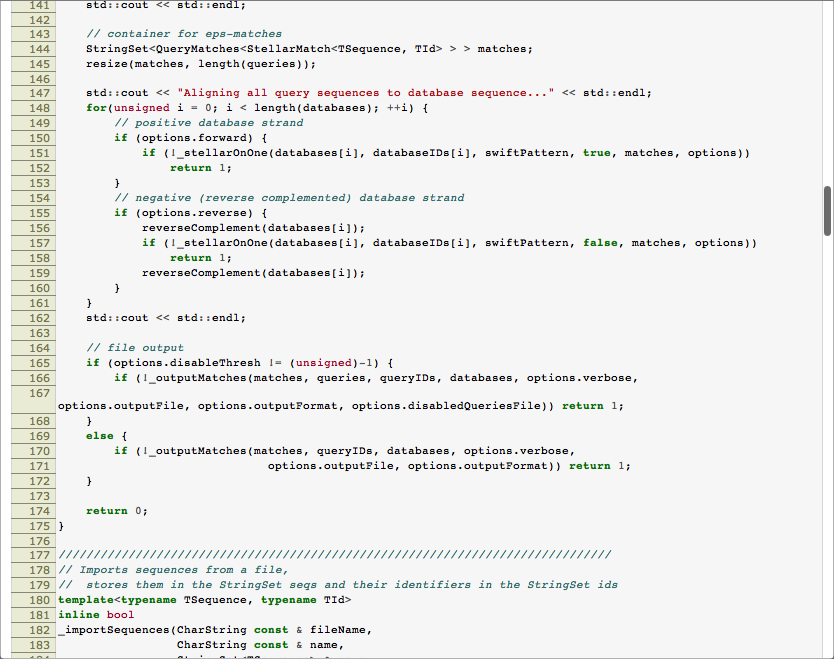 141     std::cout << std::endl;
142
143     // container for eps-matches
144     StringSet<QueryMatches<StellarMatch<TSequence, TId> > > matches;
145     resize(matches, length(queries));
146
147     std::cout << "Aligning all query sequences to database sequence..." << std::endl;
148     for(unsigned i = 0; i < length(databases); ++i) {
149         // positive database strand
150         if (options.forward) {
151             if (!_stellarOnOne(databases[i], databaseIDs[i], swiftPattern, true, matches, options))
152                 return 1;
153         }
154         // negative (reverse complemented) database strand
155         if (options.reverse) {
156             reverseComplement(databases[i]);
157             if (!_stellarOnOne(databases[i], databaseIDs[i], swiftPattern, false, matches, options))
158                 return 1;
159             reverseComplement(databases[i]);
160         }
161     }
162     std::cout << std::endl;
163
164     // file output
165     if (options.disableThresh != (unsigned)-1) {
166         if (!_outputMatches(matches, queries, queryIDs, databases, options.verbose,
167
options.outputFile, options.outputFormat, options.disabledQueriesFile)) return 1;
168     }
169     else {
170         if (!_outputMatches(matches, queryIDs, databases, options.verbose,
171                               options.outputFile, options.outputFormat)) return 1;
172     }
173
174     return 0;
175 }
176
177 ///////////////////////////////////////////////////////////////////////////////
178 // Imports sequences from a file,
179 //  stores them in the StringSet seqs and their identifiers in the StringSet ids
180 template<typename TSequence, typename TId>
181 inline bool
182 _importSequences(CharString const & fileName,
183                  CharString const & name,